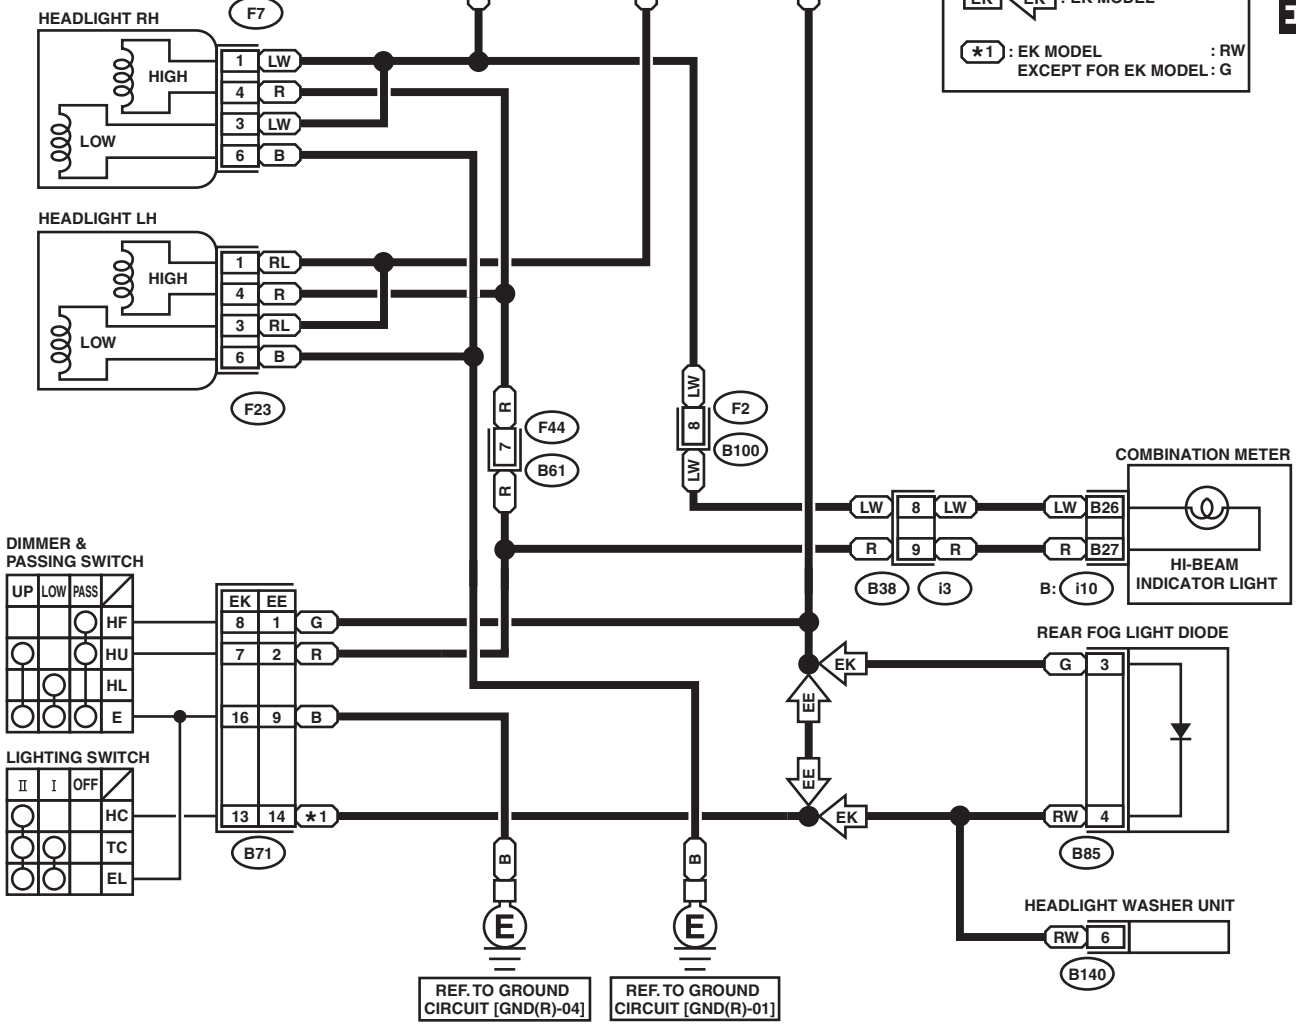 F7
HEADLIGHT RH
EK EK : EK MODEL
*1 : EK MODEL : RW
EXCEPT FOR EK MODEL : G
HIGH
LOW
1 LW
4 R
3 LW
6 B
HEADLIGHT LH
HIGH
LOW
1 RL
4 R
3 RL
6 B
F23
R
7
R
F44
B61
LW
8
LW
F2
B100
COMBINATION METER
LW 8 LW LW B26
R 9 R R B27
B38 i3 B: i10
HI-BEAM
INDICATOR LIGHT
DIMMER &
PASSING SWITCH
UP LOW PASS
HF
HU
HL
E
EK EE
8 1 G
7 2 R
16 9 B
13 14 *1
B71
LIGHTING SWITCH
II I OFF
HC
TC
EL
REAR FOG LIGHT DIODE
EK
G 3
EE
EE
EK
RW 4
B85
HEADLIGHT WASHER UNIT
RW 6
B140
B
B
E
E
REF. TO GROUND
CIRCUIT [GND(R)-04]
REF. TO GROUND
CIRCUIT [GND(R)-01]